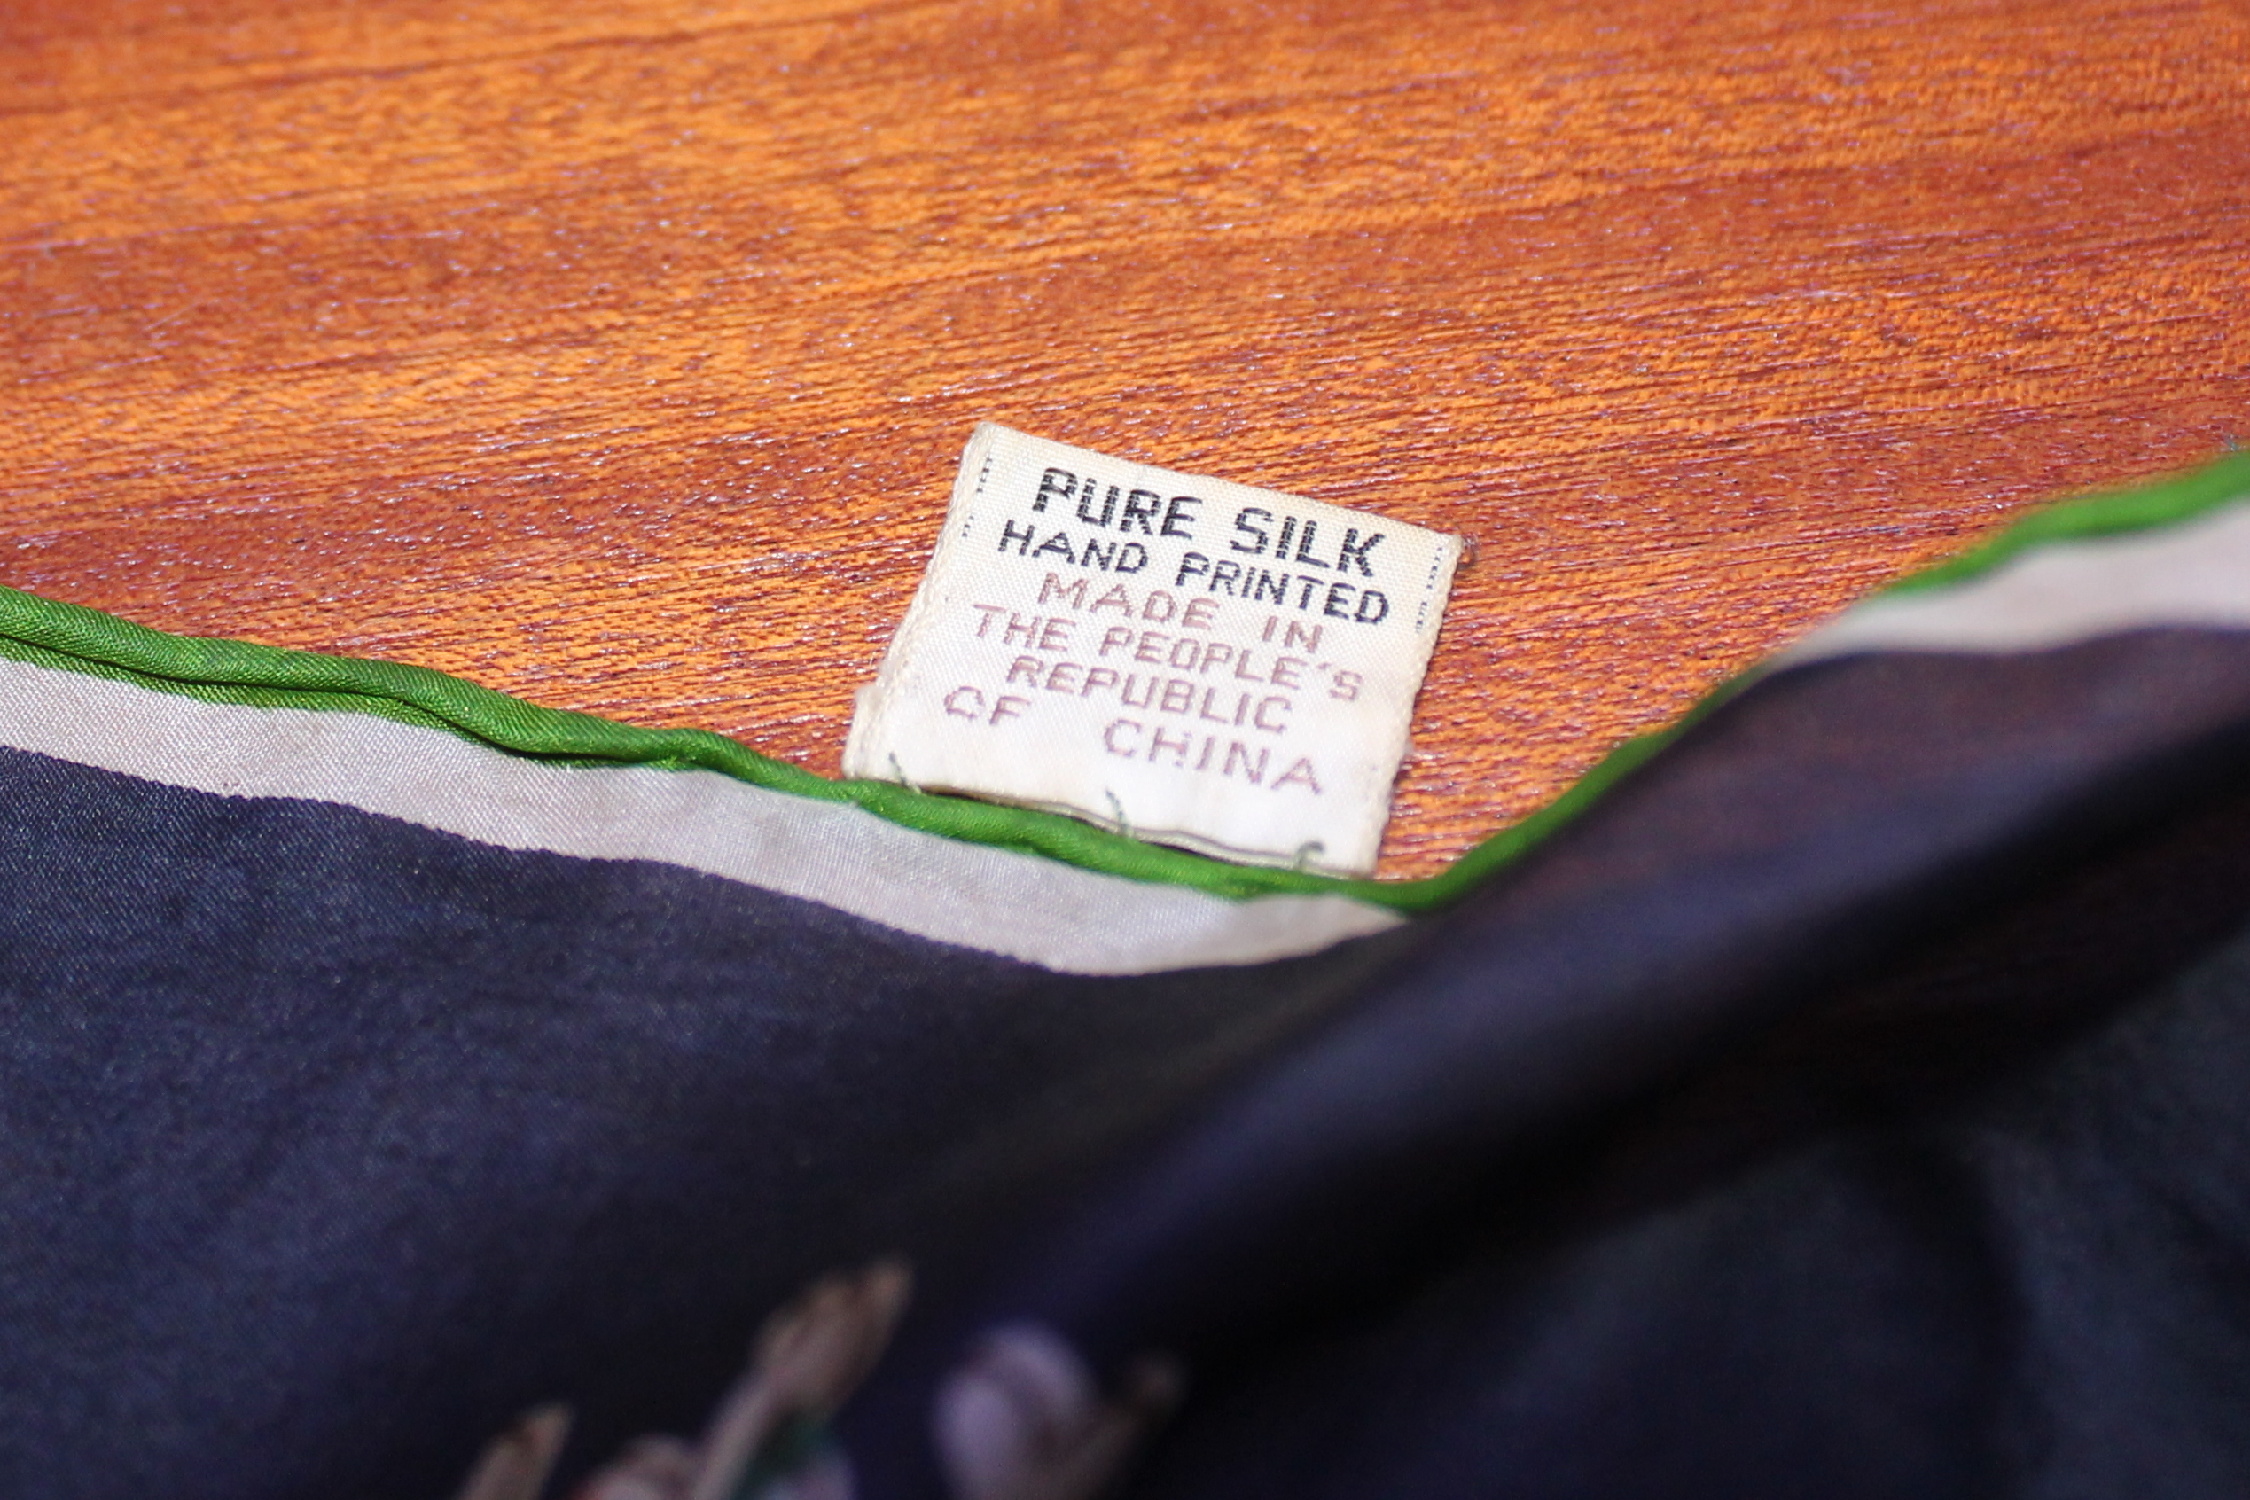 PURE SILK
HAND PRINTED
MADE IN
THE PEOPLE'S
REPUBLIC
OF CHINA